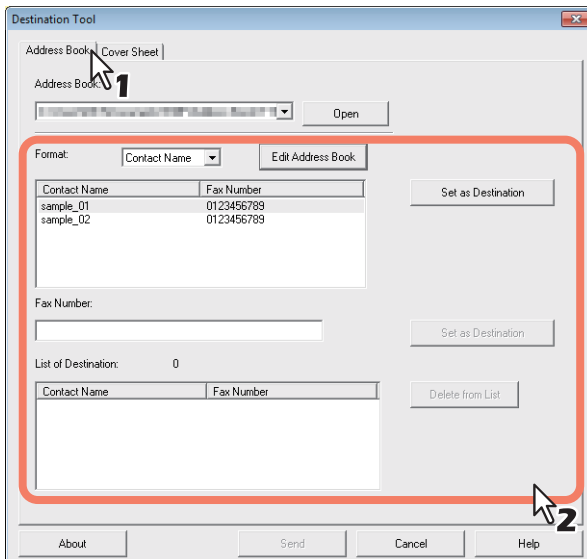 Destination Tool
Address Book Cover Sheet
1
Address Book:
Open
Format: Contact Name Edit Address Book
Contact Name Fax Number
sample_01 0123456789
sample_02 0123456789
Set as Destination
Fax Number:
Set as Destination
List of Destination: 0
Contact Name Fax Number
Delete from List
2
About Send Cancel Help